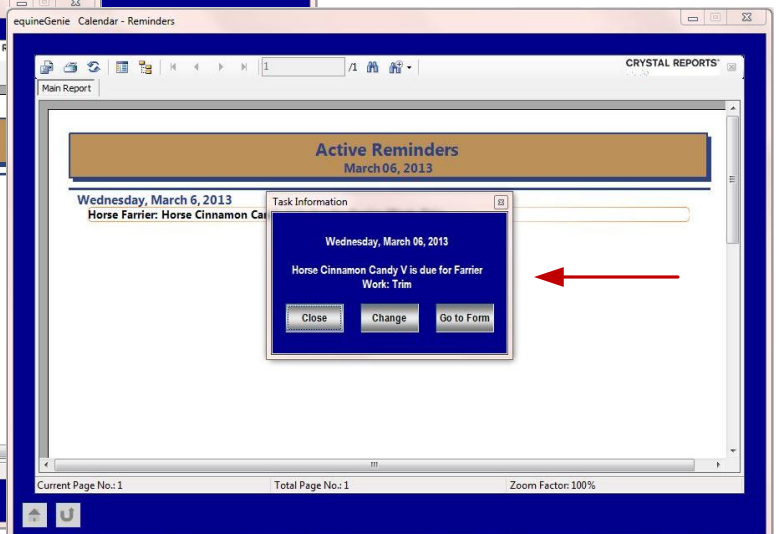 equineGenie Calendar - Reminders
1
/1
CRYSTAL REPORTS
Main Report
Active Reminders
March 06, 2013
Wednesday, March 6, 2013
Horse Farrier: Horse Cinnamon
Task Information
Wednesday, March 06, 2013
Horse Cinnamon Candy V is due for Farrier
Work: Trim
Close
Change
Go to Form
Current Page No.: 1
Total Page No.: 1
Zoom Factor: 100%